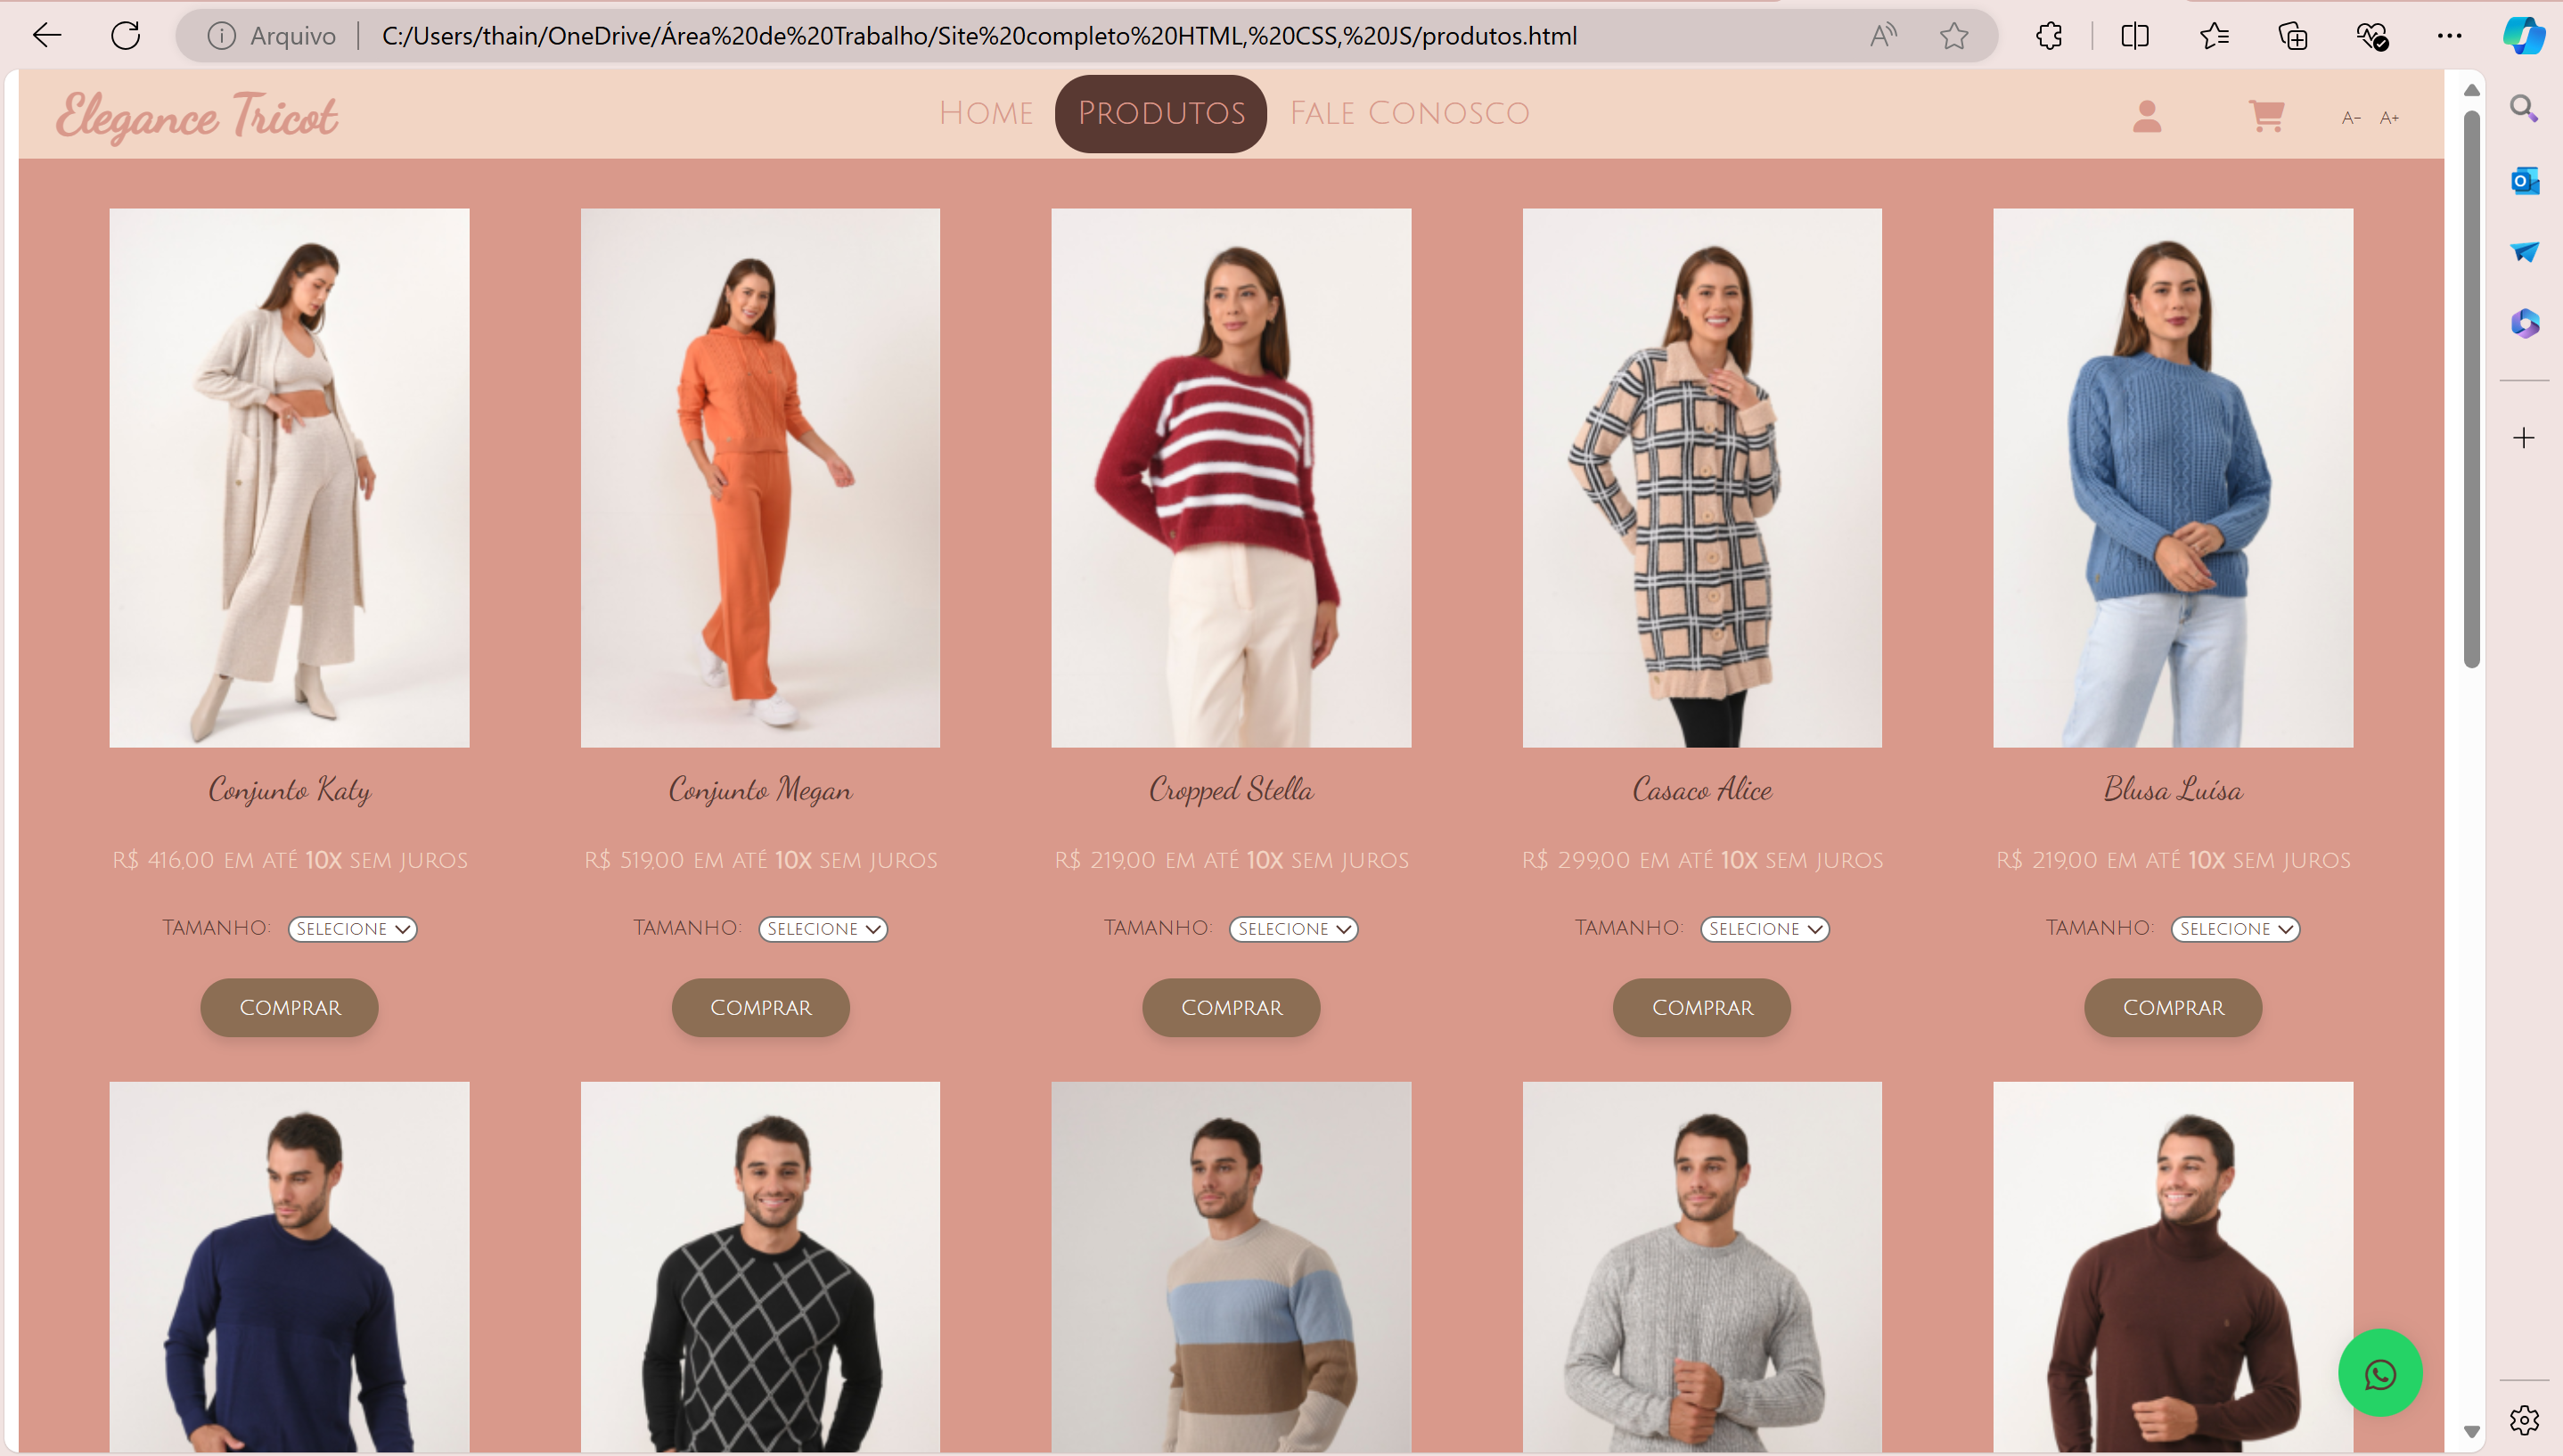 Arquivo
C:/Users/thain/OneDrive/Área%20de%20Trabalho/Site%20completo%20HTML,%20CSS,%20JS/produtos.html
Elegance Tricot
Home Produtos Fale Conosco
A- A+
Conjunto Katy
R$ 416,00 em até 10x sem juros
Tamanho: Selecione
Comprar
Conjunto Megan
R$ 519,00 em até 10x sem juros
Tamanho: Selecione
Comprar
Cropped Stella
R$ 219,00 em até 10x sem juros
Tamanho: Selecione
Comprar
Casaco Alice
R$ 299,00 em até 10x sem juros
Tamanho: Selecione
Comprar
Blusa Luísa
R$ 219,00 em até 10x sem juros
Tamanho: Selecione
Comprar